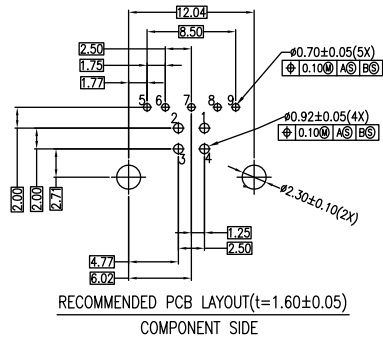 12.04
8.50
2.50
1.75
1.77
ø0.70±0.05(5X)
⌖ 0.10Ⓜ AⓈ BⓈ
5 6 7 8 9
2 1
ø0.92±0.05(4X)
⌖ 0.10Ⓜ AⓈ BⓈ
3 4
2.00
2.00
2.71
ø2.30±0.10(2X)
1.25
2.50
4.77
6.02
RECOMMENDED PCB LAYOUT(t=1.60±0.05)
COMPONENT SIDE